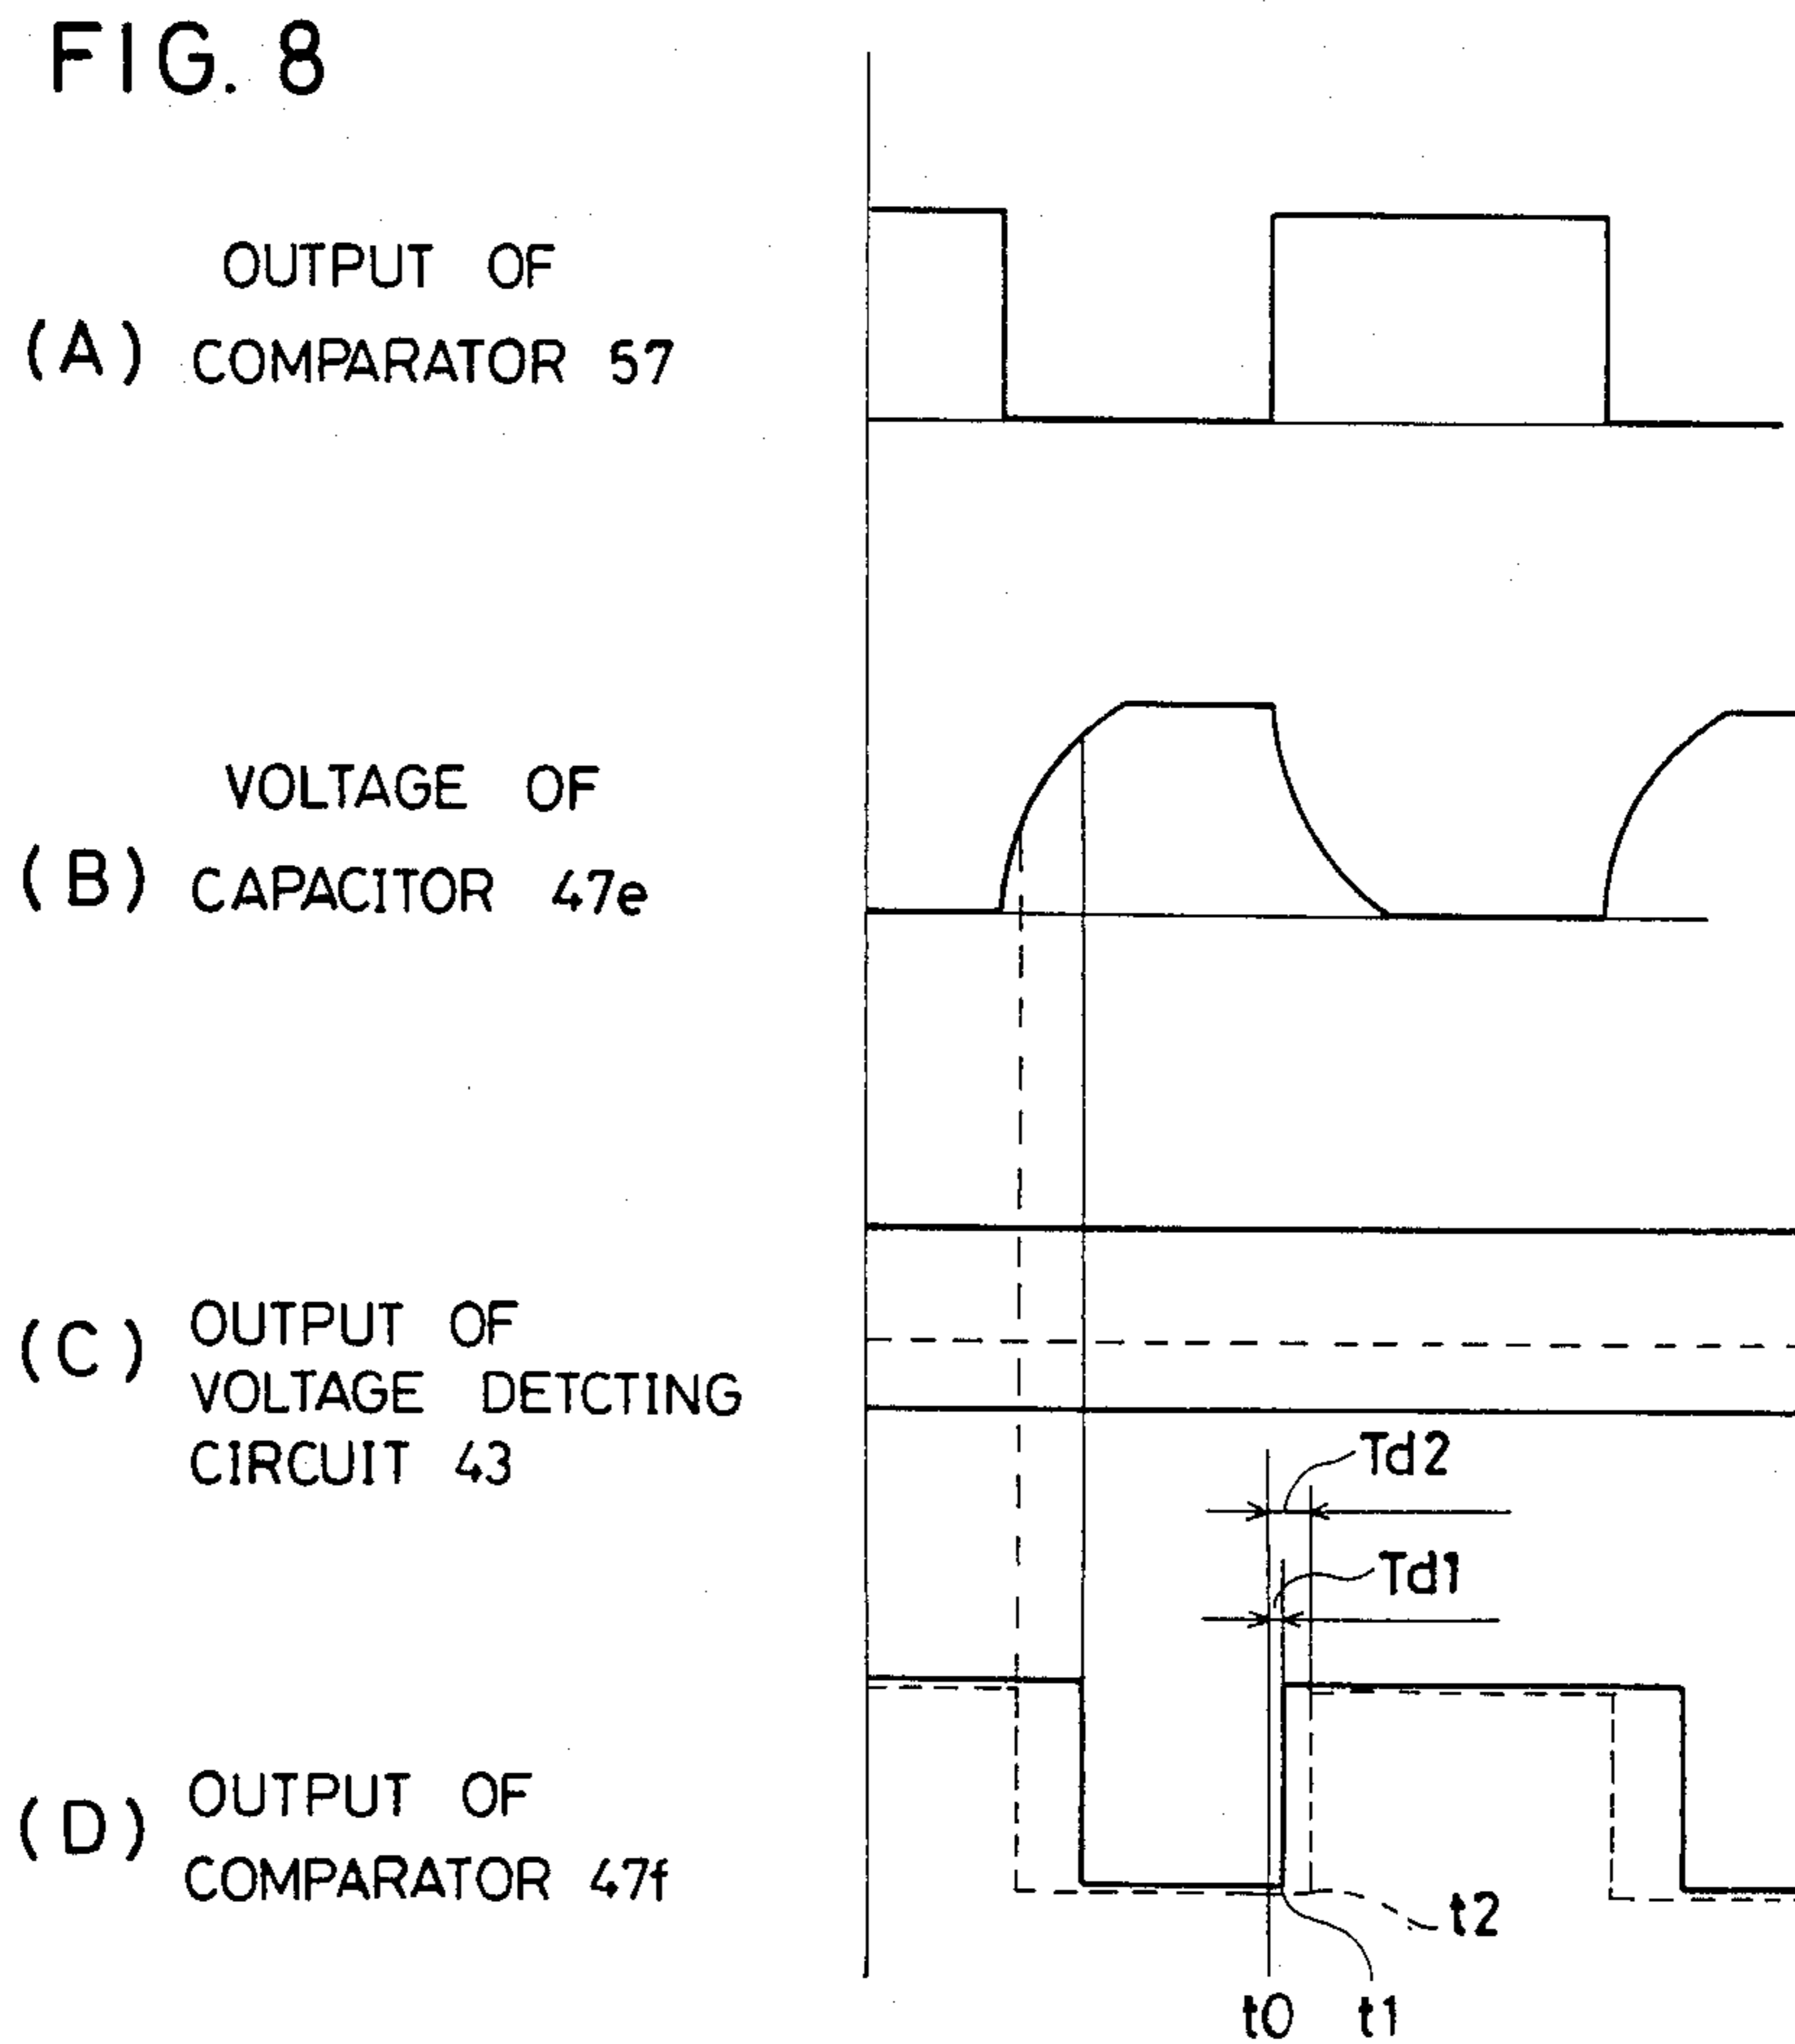 FIG. 8
OUTPUT OF
(A) COMPARATOR 57
VOLTAGE OF
(B) CAPACITOR 47e
(C) OUTPUT OF
VOLTAGE DETCTING
CIRCUIT 43
Td2
Td1
(D) OUTPUT OF
COMPARATOR 47f
t2
t0 t1